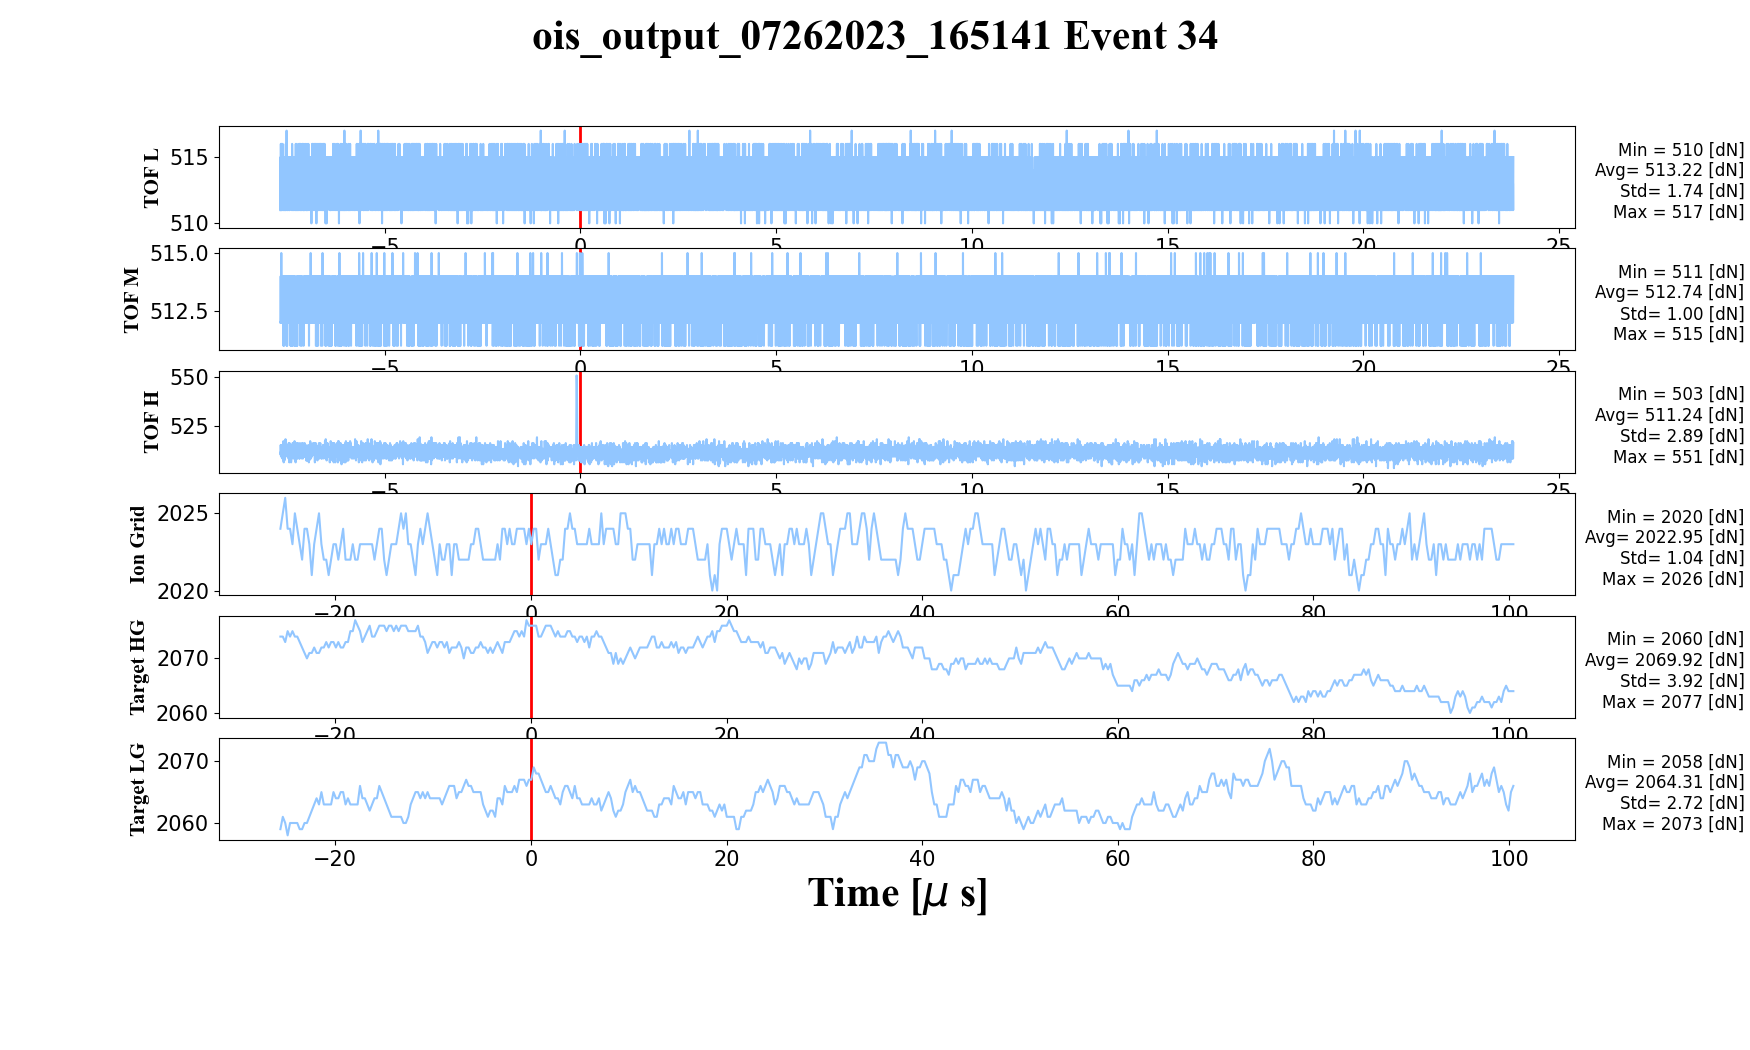 ois_output_07262023_165141 Event 34
TOF L
515
510
−5 0 5 10 15 20 25
Min = 510 [dN]
Avg= 513.22 [dN]
Std= 1.74 [dN]
Max = 517 [dN]
TOF M
515.0
512.5
−5 0 5 10 15 20 25
Min = 511 [dN]
Avg= 512.74 [dN]
Std= 1.00 [dN]
Max = 515 [dN]
TOF H
550
525
−5 0 5 10 15 20 25
Min = 503 [dN]
Avg= 511.24 [dN]
Std= 2.89 [dN]
Max = 551 [dN]
Ion Grid
2025
2020
−20 0 20 40 60 80 100
Min = 2020 [dN]
Avg= 2022.95 [dN]
Std= 1.04 [dN]
Max = 2026 [dN]
Target HG
2070
2060
−20 0 20 40 60 80 100
Min = 2060 [dN]
Avg= 2069.92 [dN]
Std= 3.92 [dN]
Max = 2077 [dN]
Target LG
2070
2060
−20 0 20 40 60 80 100
Min = 2058 [dN]
Avg= 2064.31 [dN]
Std= 2.72 [dN]
Max = 2073 [dN]
Time [μ s]